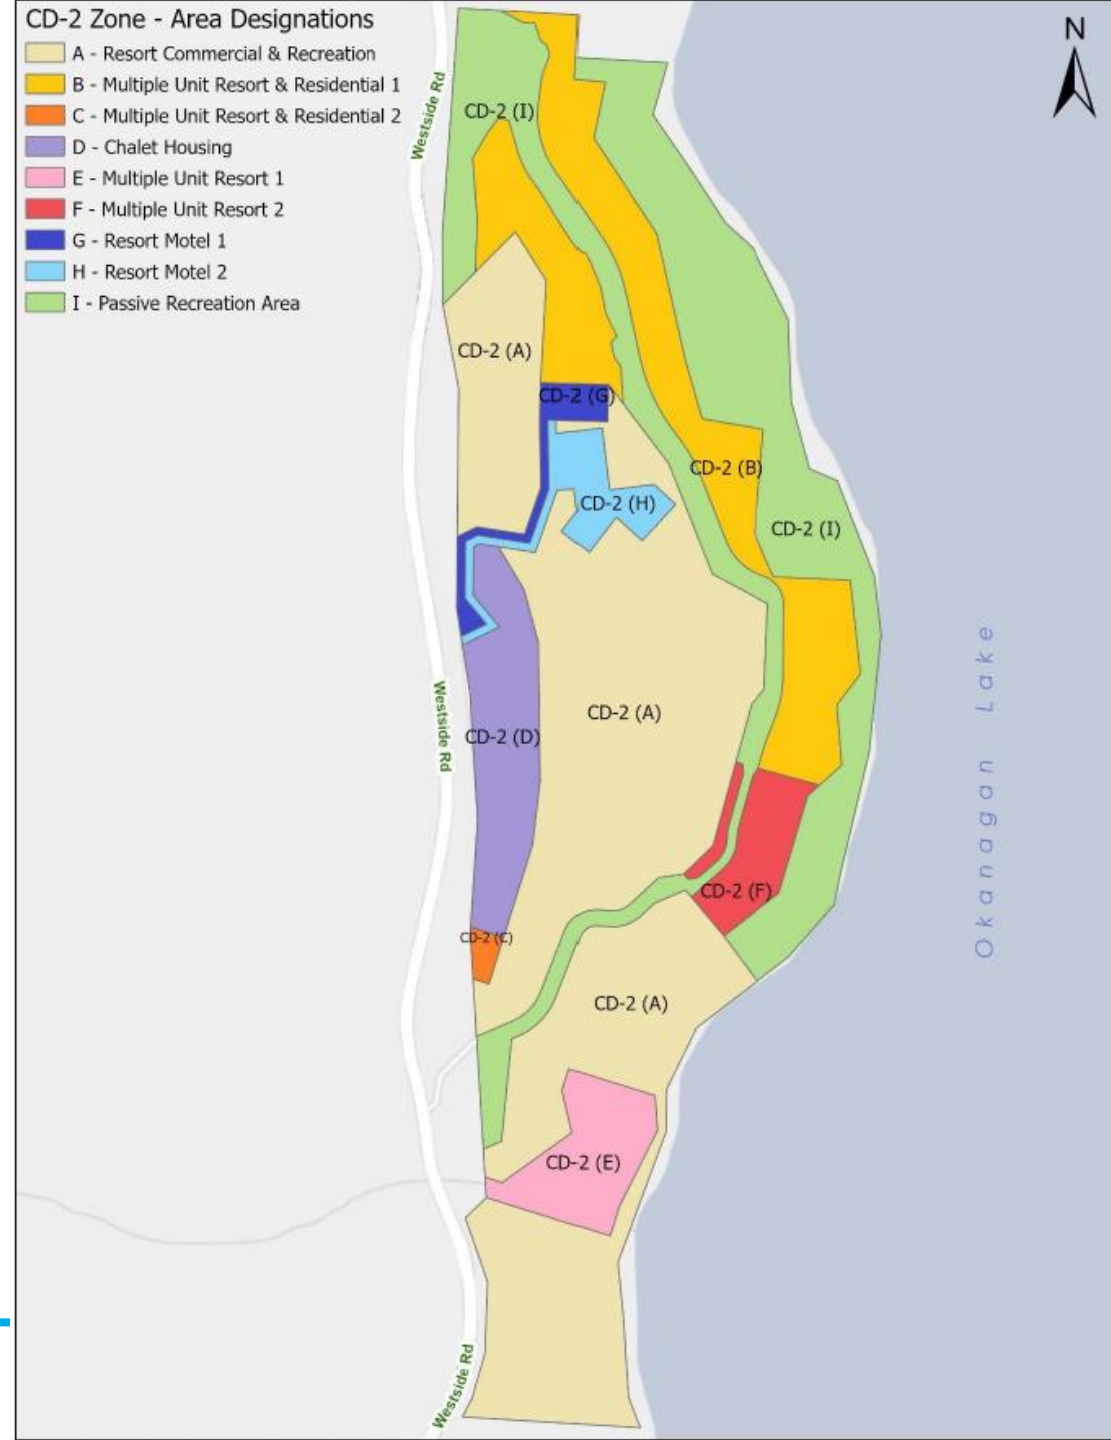 CD-2 Zone - Area Designations
A - Resort Commercial & Recreation
B - Multiple Unit Resort & Residential 1
C - Multiple Unit Resort & Residential 2
D - Chalet Housing
E - Multiple Unit Resort 1
F - Multiple Unit Resort 2
G - Resort Motel 1
H - Resort Motel 2
I - Passive Recreation Area
N
Westside Rd
CD-2 (I)
CD-2 (A)
CD-2 (G)
CD-2 (B)
CD-2 (H)
CD-2 (I)
Westside Rd
CD-2 (A)
CD-2 (D)
Okanagan Lake
CD-2 (F)
CD-2 (C)
CD-2 (A)
CD-2 (E)
Westside Rd